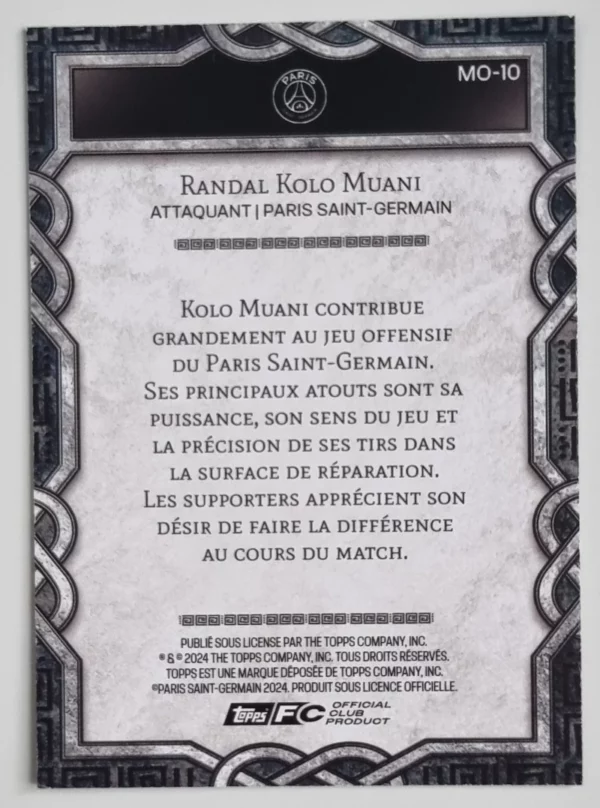 MO-10
PARIS
RANDAL KOLO MUANI
ATTAQUANT | PARIS SAINT-GERMAIN
KOLO MUANI CONTRIBUE
GRANDEMENT AU JEU OFFENSIF
DU PARIS SAINT-GERMAIN.
SES PRINCIPAUX ATOUTS SONT SA
PUISSANCE, SON SENS DU JEU ET
LA PRÉCISION DE SES TIRS DANS
LA SURFACE DE RÉPARATION.
LES SUPPORTERS APPRÉCIENT SON
DÉSIR DE FAIRE LA DIFFÉRENCE
AU COURS DU MATCH.
PUBLIÉ SOUS LICENSE PAR THE TOPPS COMPANY, INC.
® & © 2024 THE TOPPS COMPANY, INC. TOUS DROITS RÉSERVÉS.
TOPPS EST UNE MARQUE DÉPOSÉE DE TOPPS COMPANY, INC.
©PARIS SAINT-GERMAIN 2024. PRODUIT SOUS LICENCE OFFICIELLE.
topps FC OFFICIAL
CLUB
PRODUCT